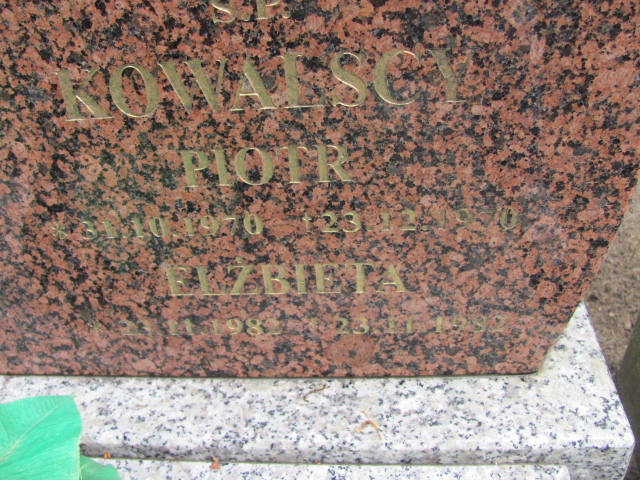 Ś.P.
KOWALSCY
PIOTR
* 31.10.1970 † 23.12.1970
ELŻBIETA
* 23.11.1982 † 23.11.1982